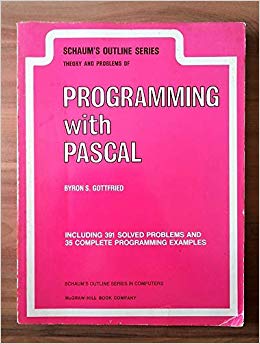 SCHAUM'S OUTLINE SERIES
THEORY AND PROBLEMS OF
PROGRAMMING
with
PASCAL
BYRON S. GOTTFRIED
INCLUDING 391 SOLVED PROBLEMS AND
35 COMPLETE PROGRAMMING EXAMPLES
SCHAUM'S OUTLINE SERIES IN COMPUTERS
McGRAW-HILL BOOK COMPANY